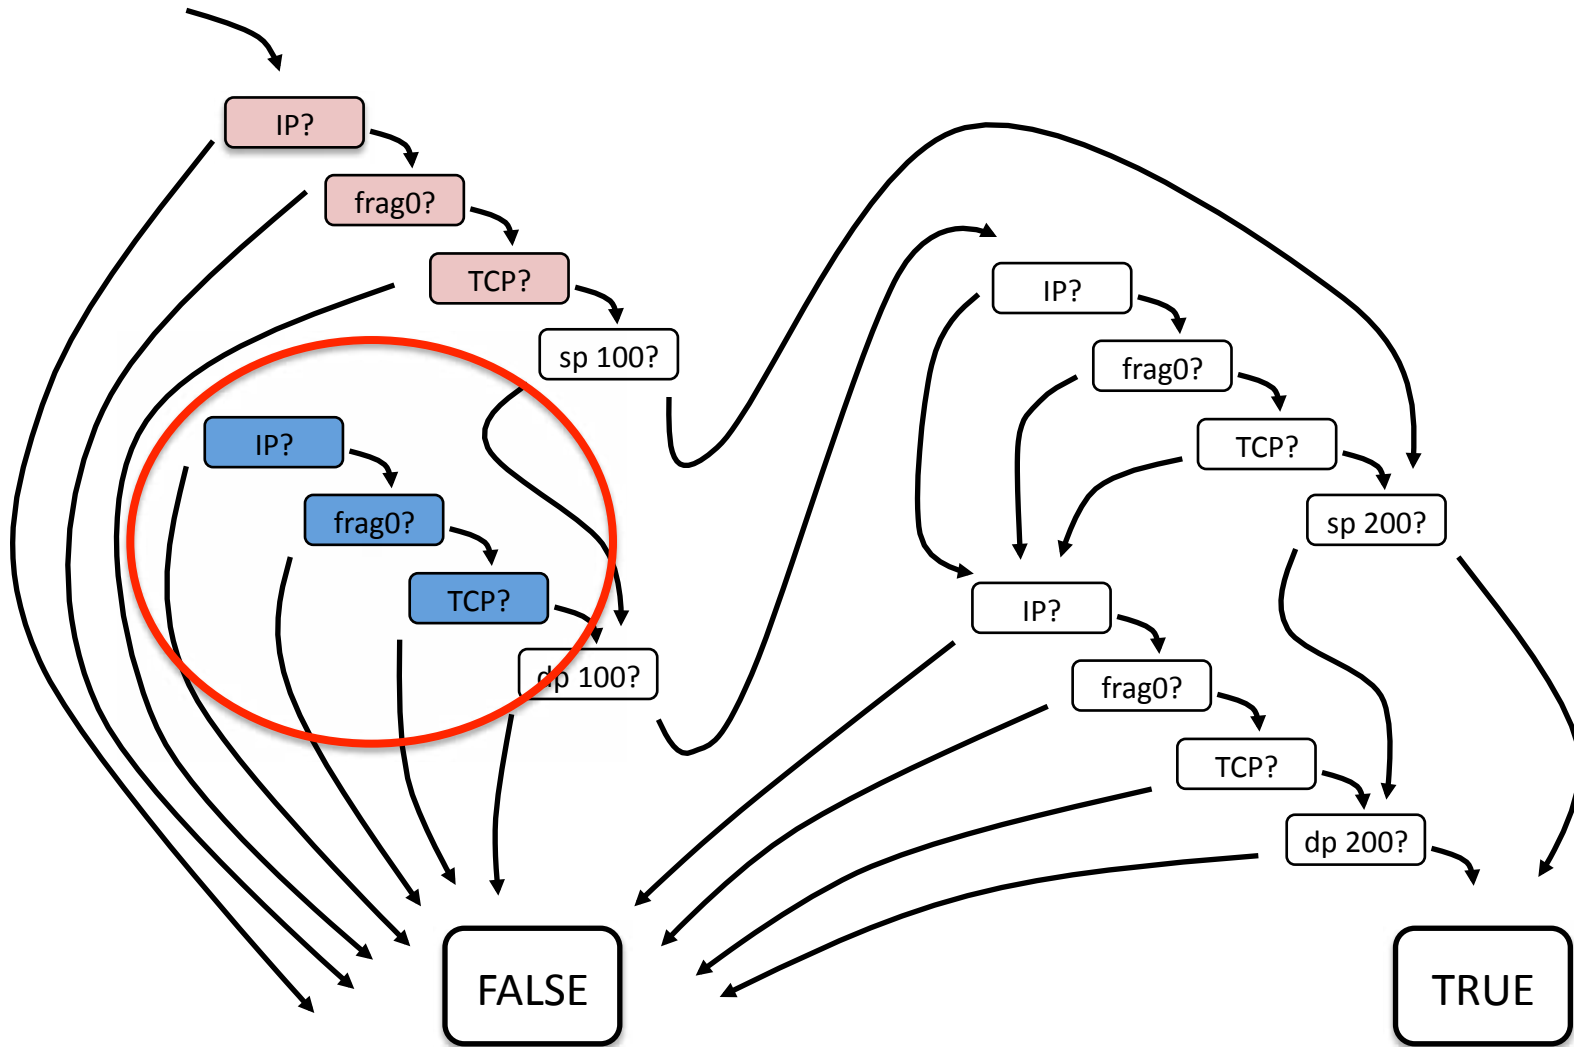 IP?
frag0?
TCP?
sp 100?
IP?
frag0?
TCP?
dp 100?
IP?
frag0?
TCP?
sp 200?
IP?
frag0?
TCP?
dp 200?
FALSE
TRUE